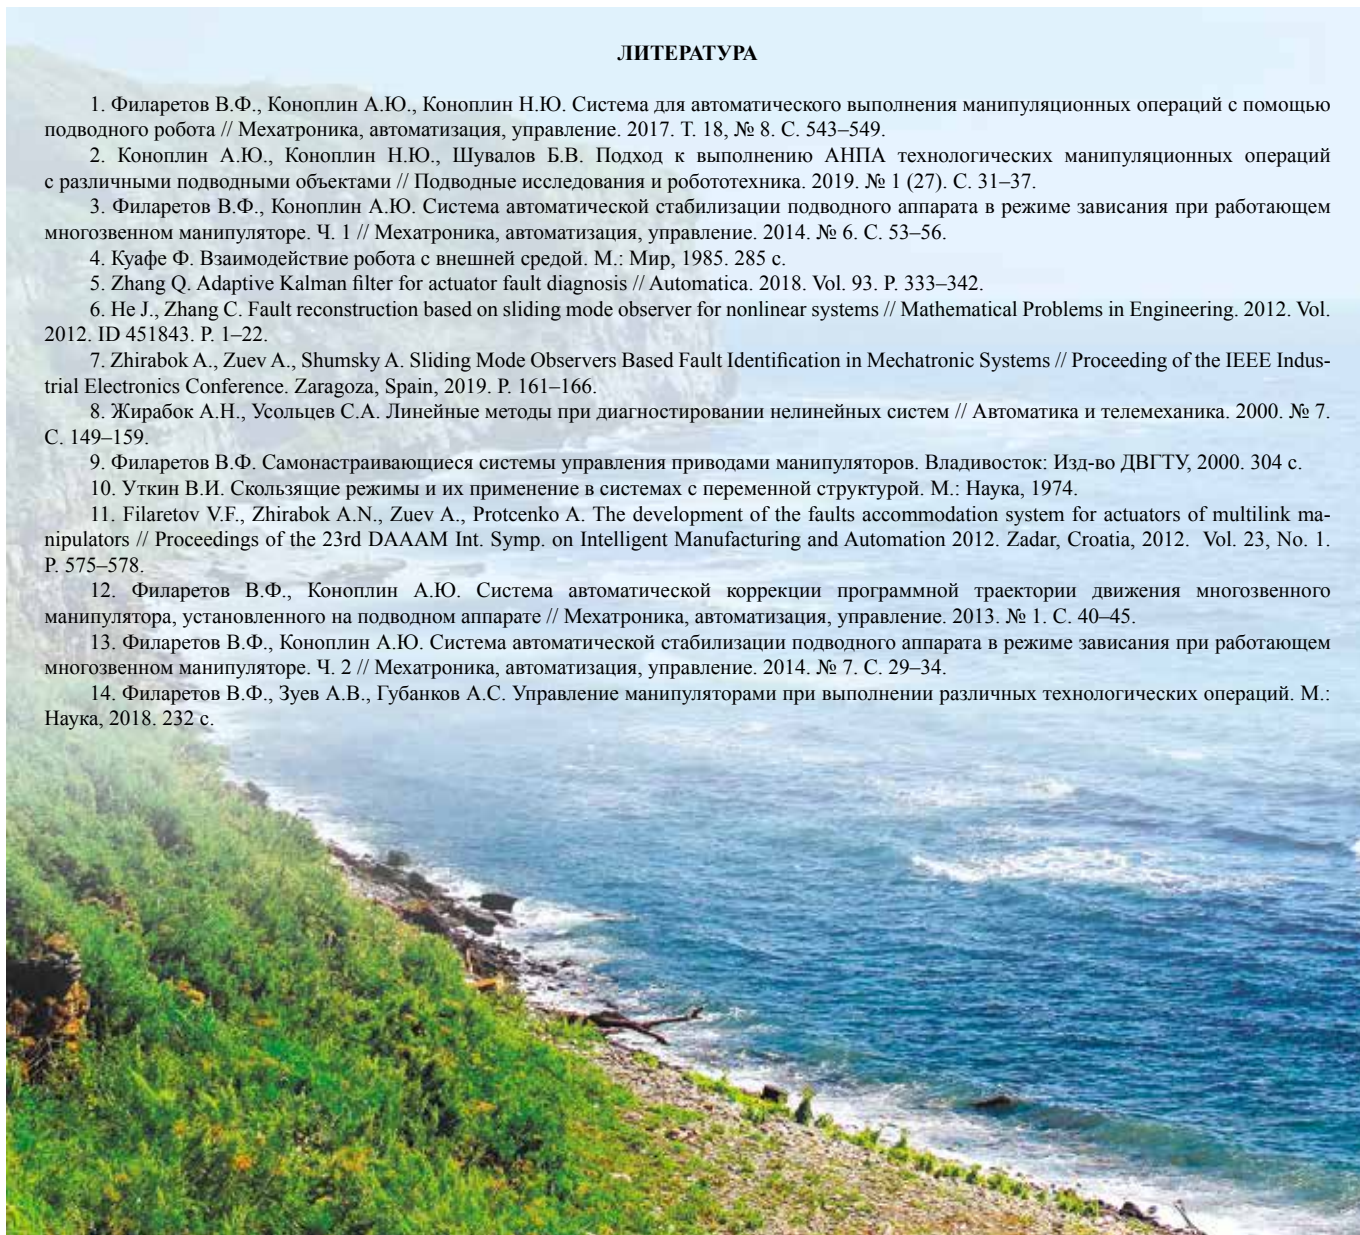 ЛИТЕРАТУРА
1. Филаретов В.Ф., Коноплин А.Ю., Коноплин Н.Ю. Система для автоматического выполнения манипуляционных операций с помощью
подводного робота // Мехатроника, автоматизация, управление. 2017. Т. 18, № 8. С. 543–549.
2. Коноплин А.Ю., Коноплин Н.Ю., Шувалов Б.В. Подход к выполнению АНПА технологических манипуляционных операций
с различными подводными объектами // Подводные исследования и робототехника. 2019. № 1 (27). С. 31–37.
3. Филаретов В.Ф., Коноплин А.Ю. Система автоматической стабилизации подводного аппарата в режиме зависания при работающем
многозвенном манипуляторе. Ч. 1 // Мехатроника, автоматизация, управление. 2014. № 6. С. 53–56.
4. Куафе Ф. Взаимодействие робота с внешней средой. М.: Мир, 1985. 285 с.
5. Zhang Q. Adaptive Kalman filter for actuator fault diagnosis // Automatica. 2018. Vol. 93. P. 333–342.
6. He J., Zhang C. Fault reconstruction based on sliding mode observer for nonlinear systems // Mathematical Problems in Engineering. 2012. Vol.
2012. ID 451843. P. 1–22.
7. Zhirabok A., Zuev A., Shumsky A. Sliding Mode Observers Based Fault Identification in Mechatronic Systems // Proceeding of the IEEE Indus-
trial Electronics Conference. Zaragoza, Spain, 2019. P. 161–166.
8. Жирабок А.Н., Усольцев С.А. Линейные методы при диагностировании нелинейных систем // Автоматика и телемеханика. 2000. № 7.
С. 149–159.
9. Филаретов В.Ф. Самонастраивающиеся системы управления приводами манипуляторов. Владивосток: Изд-во ДВГТУ, 2000. 304 с.
10. Уткин В.И. Скользящие режимы и их применение в системах с переменной структурой. М.: Наука, 1974.
11. Filaretov V.F., Zhirabok A.N., Zuev A., Protcenko A. The development of the faults accommodation system for actuators of multilink ma-
nipulators // Proceedings of the 23rd DAAAM Int. Symp. on Intelligent Manufacturing and Automation 2012. Zadar, Croatia, 2012. Vol. 23, No. 1.
P. 575–578.
12. Филаретов В.Ф., Коноплин А.Ю. Система автоматической коррекции программной траектории движения многозвенного
манипулятора, установленного на подводном аппарате // Мехатроника, автоматизация, управление. 2013. № 1. С. 40–45.
13. Филаретов В.Ф., Коноплин А.Ю. Система автоматической стабилизации подводного аппарата в режиме зависания при работающем
многозвенном манипуляторе. Ч. 2 // Мехатроника, автоматизация, управление. 2014. № 7. С. 29–34.
14. Филаретов В.Ф., Зуев А.В., Губанков А.С. Управление манипуляторами при выполнении различных технологических операций. М.:
Наука, 2018. 232 с.